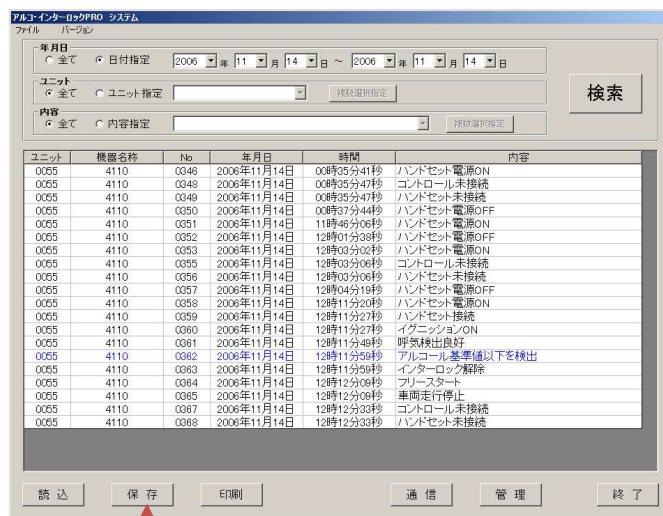 アルコ・インターロックPRO システム
ファイル バージョン
年月日
全て 日付指定 2006 年 11 月 14 日 ～ 2006 年 11 月 14 日
ユニット
全て ユニット指定 複数選択指定
検索
内容
全て 内容指定 複数選択指定
ユニット 機器名称 No 年月日 時間 内容
0055 4110 0346 2006年11月14日 00時35分41秒 ハンドセット電源ON
0055 4110 0348 2006年11月14日 00時35分47秒 コントロール未接続
0055 4110 0349 2006年11月14日 00時35分47秒 ハンドセット未接続
0055 4110 0350 2006年11月14日 00時37分44秒 ハンドセット電源OFF
0055 4110 0351 2006年11月14日 11時46分06秒 ハンドセット電源ON
0055 4110 0352 2006年11月14日 12時01分38秒 ハンドセット電源OFF
0055 4110 0353 2006年11月14日 12時03分02秒 ハンドセット電源ON
0055 4110 0355 2006年11月14日 12時03分06秒 コントロール未接続
0055 4110 0356 2006年11月14日 12時03分06秒 ハンドセット未接続
0055 4110 0357 2006年11月14日 12時04分19秒 ハンドセット電源OFF
0055 4110 0358 2006年11月14日 12時11分20秒 ハンドセット電源ON
0055 4110 0359 2006年11月14日 12時11分27秒 ハンドセット接続
0055 4110 0360 2006年11月14日 12時11分27秒 イグニッションON
0055 4110 0361 2006年11月14日 12時11分49秒 呼気検出良好
0055 4110 0362 2006年11月14日 12時11分59秒 アルコール基準値以下を検出
0055 4110 0363 2006年11月14日 12時11分59秒 インターロック解除
0055 4110 0364 2006年11月14日 12時12分09秒 フリースタート
0055 4110 0365 2006年11月14日 12時12分09秒 車両走行停止
0055 4110 0367 2006年11月14日 12時12分33秒 コントロール未接続
0055 4110 0368 2006年11月14日 12時12分33秒 ハンドセット未接続
読込 保存 印刷 通信 管理 終了